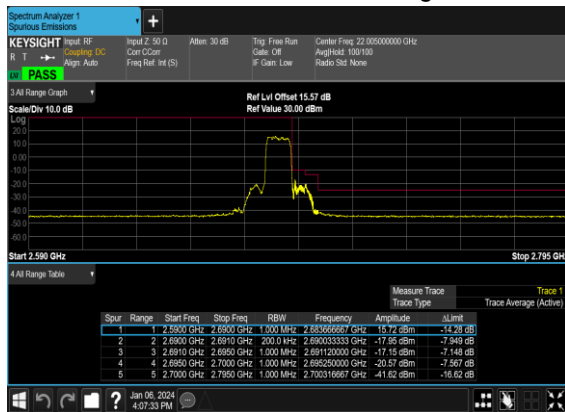 Spectrum Analyzer 1
Spurious Emissions
KEYSIGHT Input: RF Input Z: 50 Ω Atten: 30 dB Trig: Free Run Center Freq: 22.005000000 GHz
R T Coupling: DC Corr CCorr Gate: Off Avg|Hold: 100/100
Align: Auto Freq Ref: Int (S) IF Gain: Low Radio Std: None
LW PASS
3 All Range Graph
Ref Lvl Offset 15.57 dB
Scale/Div 10.0 dB Ref Value 30.00 dBm
Log
20.0
10.0
0.00
-10.0
-20.0
-30.0
-40.0
-50.0
-60.0
Start 2.590 GHz Stop 2.795 GH
4 All Range Table
Measure Trace Trace 1
Trace Type Trace Average (Active)
Spur Range Start Freq Stop Freq RBW Frequency Amplitude ΔLimit
1 1 2.5900 GHz 2.6900 GHz 1.000 MHz 2.683666667 GHz 15.72 dBm -14.28 dB
2 2 2.6900 GHz 2.6910 GHz 200.0 kHz 2.690033333 GHz -17.95 dBm -7.949 dB
3 3 2.6910 GHz 2.6950 GHz 1.000 MHz 2.691120000 GHz -17.15 dBm -7.148 dB
4 4 2.6950 GHz 2.7000 GHz 1.000 MHz 2.695250000 GHz -20.57 dBm -7.567 dB
5 5 2.7000 GHz 2.7950 GHz 1.000 MHz 2.700316667 GHz -41.62 dBm -16.62 dB
Jan 06, 2024
4:07:33 PM